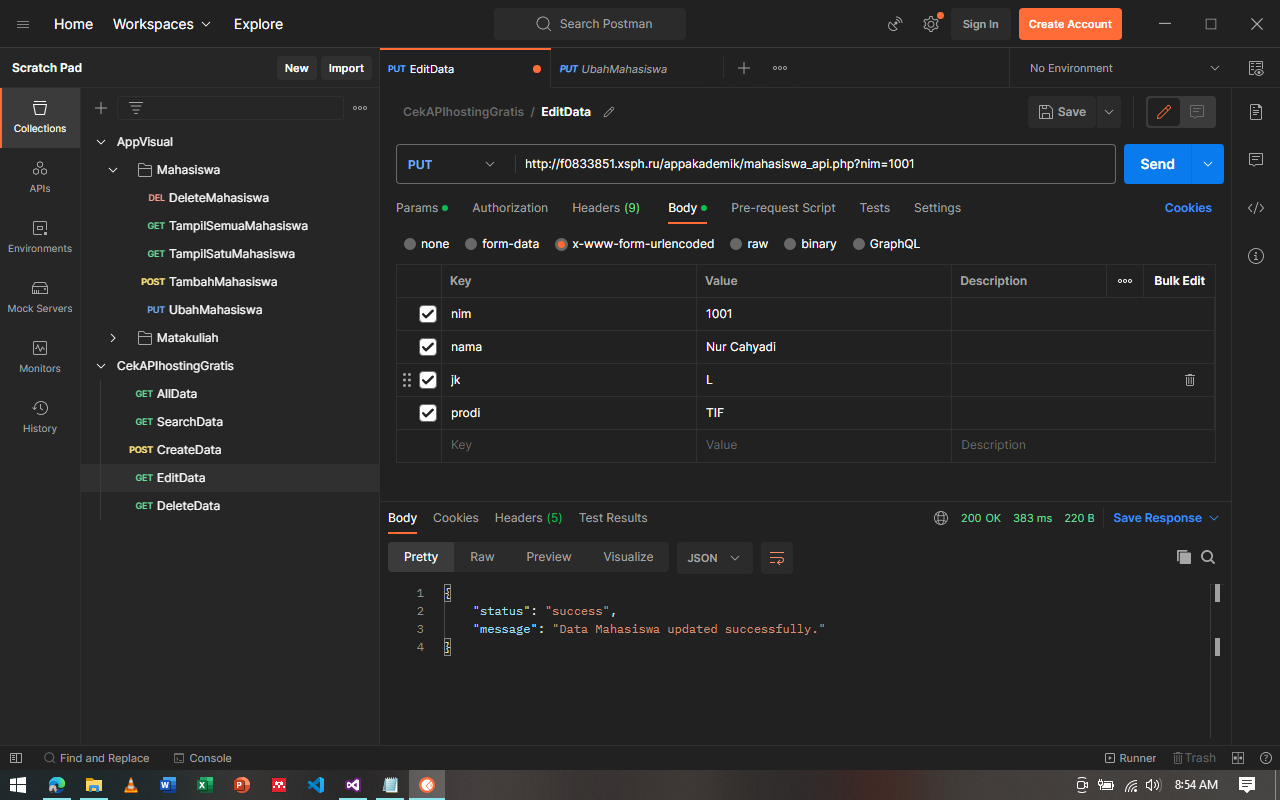 Home Workspaces Explore Search Postman Sign In Create Account
Scratch Pad New Import PUT EditData PUT UbahMahasiswa No Environment
CekAPIhostingGratis / EditData Save
Collections
APIs
Environments
Mock Servers
Monitors
History
AppVisual
Mahasiswa
DEL DeleteMahasiswa
GET TampilSemuaMahasiswa
GET TampilSatuMahasiswa
POST TambahMahasiswa
PUT UbahMahasiswa
Matakuliah
CekAPIhostingGratis
GET AllData
GET SearchData
POST CreateData
GET EditData
GET DeleteData
PUT http://f0833851.xsph.ru/appakademik/mahasiswa_api.php?nim=1001 Send
Params Authorization Headers (9) Body Pre-request Script Tests Settings Cookies
none form-data x-www-form-urlencoded raw binary GraphQL
Key Value Description Bulk Edit
nim 1001
nama Nur Cahyadi
jk L
prodi TIF
Key Value Description
Body Cookies Headers (5) Test Results 200 OK 383 ms 220 B Save Response
Pretty Raw Preview Visualize JSON
1 {
2 "status": "success",
3 "message": "Data Mahasiswa updated successfully."
4 }
Find and Replace Console Runner Trash
8:54 AM